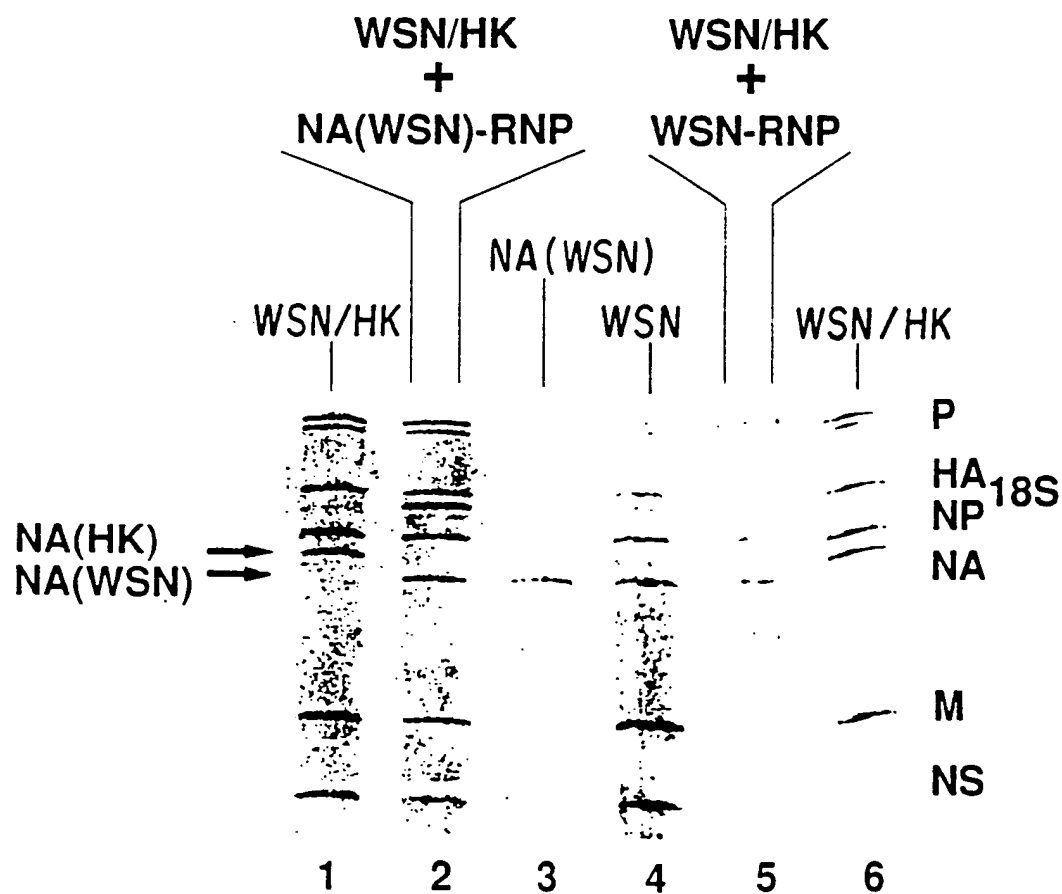 WSN/HK
+
NA(WSN)-RNP
WSN/HK
+
WSN-RNP
NA(WSN)
WSN/HK
WSN
WSN/HK
P
HA
18S
NP
NA
NA(HK)
NA(WSN)
M
NS
1 2 3 4 5 6